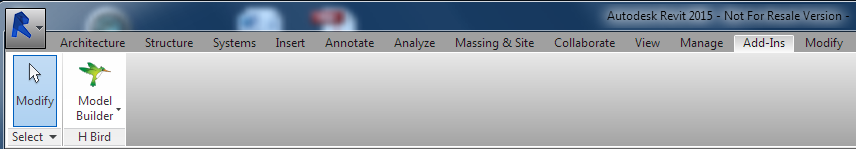 Autodesk Revit 2015 - Not For Resale Version -
Architecture Structure Systems Insert Annotate Analyze Massing & Site Collaborate View Manage Add-Ins Modify
Modify
Model
Builder
Select
H Bird